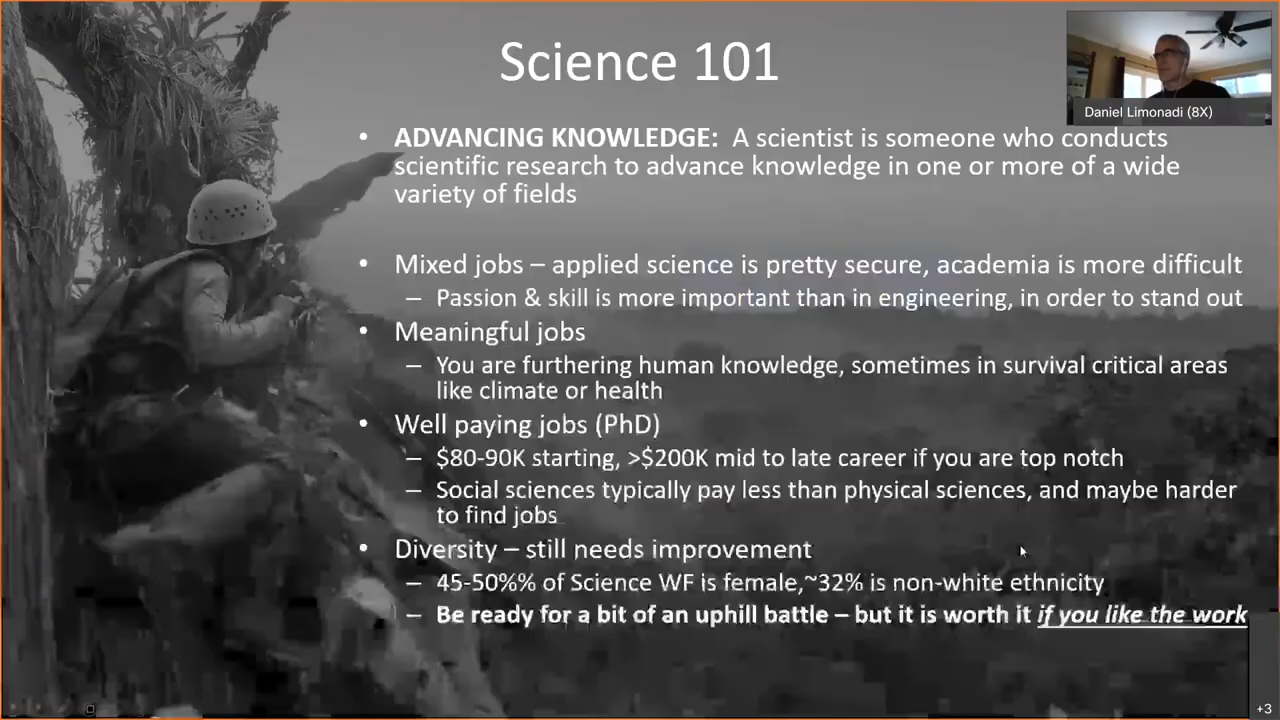 Science 101
Daniel Limonadi (8X)
• ADVANCING KNOWLEDGE: A scientist is someone who conducts
scientific research to advance knowledge in one or more of a wide
variety of fields
• Mixed jobs – applied science is pretty secure, academia is more difficult
– Passion & skill is more important than in engineering, in order to stand out
• Meaningful jobs
– You are furthering human knowledge, sometimes in survival critical areas
like climate or health
• Well paying jobs (PhD)
– $80-90K starting, >$200K mid to late career if you are top notch
– Social sciences typically pay less than physical sciences, and maybe harder
to find jobs
• Diversity – still needs improvement
– 45-50%% of Science WF is female,~32% is non-white ethnicity
– Be ready for a bit of an uphill battle – but it is worth it if you like the work
+3